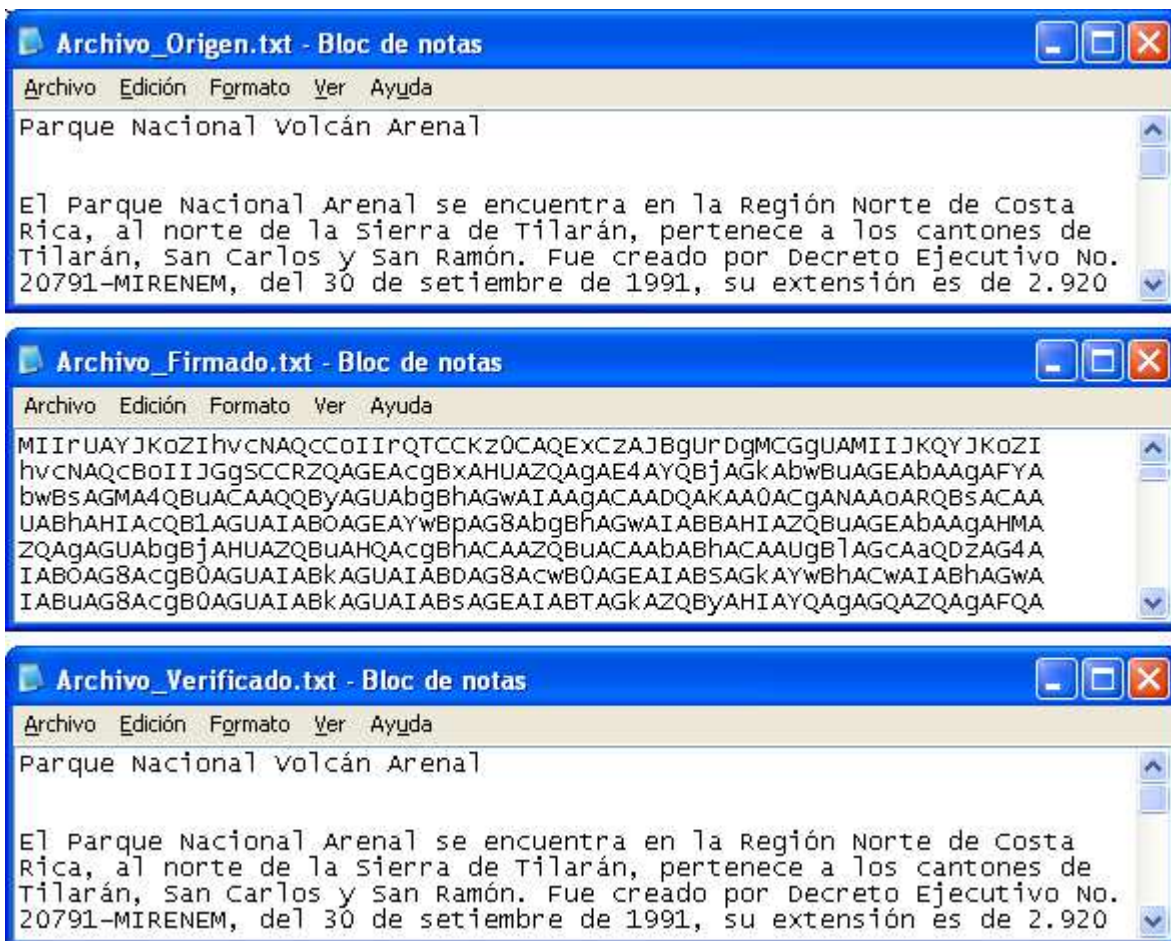 Archivo_Origen.txt - Bloc de notas
Archivo Edición Formato Ver Ayuda
Parque Nacional Volcán Arenal
El Parque Nacional Arenal se encuentra en la Región Norte de Costa
Rica, al norte de la Sierra de Tilarán, pertenece a los cantones de
Tilarán, San Carlos y San Ramón. Fue creado por Decreto Ejecutivo No.
20791-MIRENEM, del 30 de setiembre de 1991, su extensión es de 2.920
Archivo_Firmado.txt - Bloc de notas
Archivo Edición Formato Ver Ayuda
MIIrUAYJKoZIhvcNAQcCoIIrQTCCKz0CAQExCzAJBgUrDgMCGgUAMIIJKQYJKoZI
hvcNAQcBoIIJGgSCCRZQAGEAcgBxAHUAZQAgAE4AYQBjAGkAbwBuAGEAbAAgAFYA
bwBsAGMA4QBuACAAQQByAGUAbgBhAGwAIAAgACAADQAKAA0ACgANAAoARQBsACAA
UABhAHIAcQB1AGUAIABOAGEAYwBpAG8AbgBhAGwAIABBAHIAZQBuAGEAbAAgAHMA
ZQAgAGUAbgBjAHUAZQBuAHQAcgBhACAAZQBuACAAbABhACAAUgBlAGcAaQDzAG4A
IABOAG8AcgB0AGUAIABkAGUAIABDAG8AcwB0AGEAIABSAGkAYwBhACwAIABhAGwA
IABuAG8AcgB0AGUAIABkAGUAIABsAGEAIABTAGkAZQByAHIAYQAgAGQAZQAgAFQA
Archivo_Verificado.txt - Bloc de notas
Archivo Edición Formato Ver Ayuda
Parque Nacional Volcán Arenal
El Parque Nacional Arenal se encuentra en la Región Norte de Costa
Rica, al norte de la Sierra de Tilarán, pertenece a los cantones de
Tilarán, San Carlos y San Ramón. Fue creado por Decreto Ejecutivo No.
20791-MIRENEM, del 30 de setiembre de 1991, su extensión es de 2.920